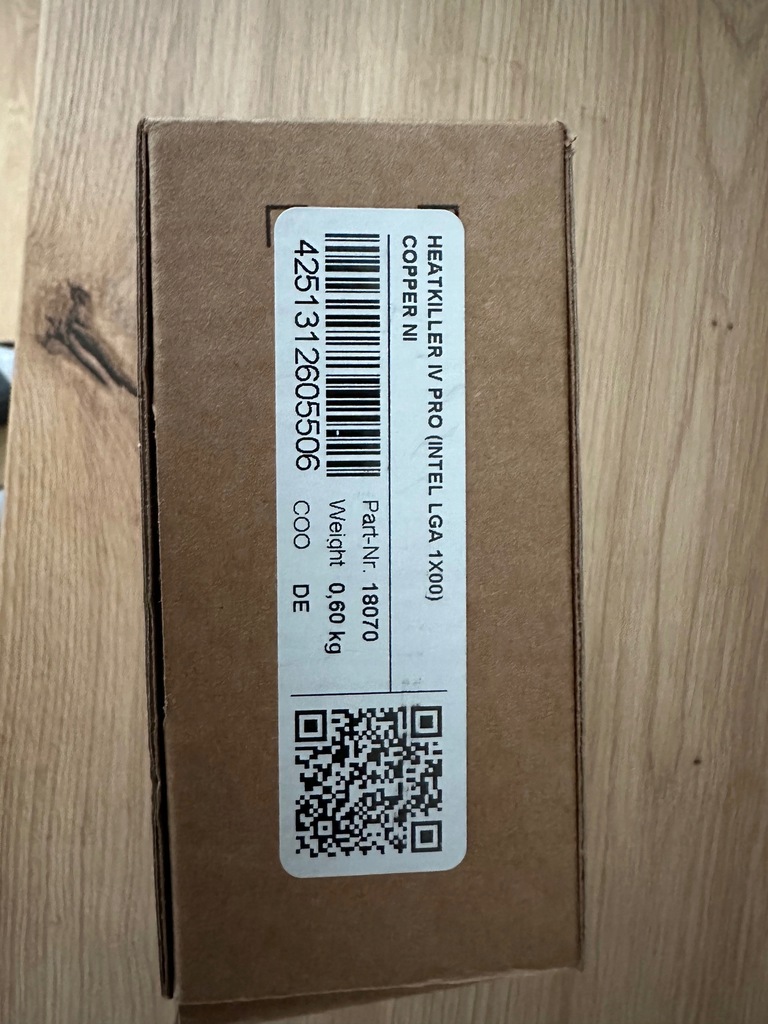 HEATKILLER IV PRO (INTEL LGA 1X00)
COPPER NI
4251312605506
Part-Nr. 18070
Weight 0,60 kg
COO DE